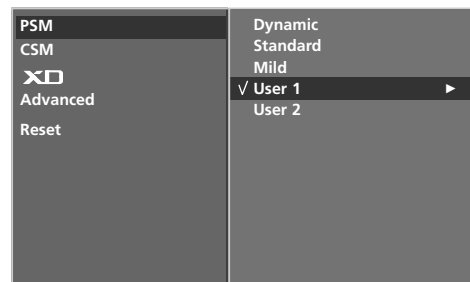 PSM
CSM
XD
Advanced
Reset
Dynamic
Standard
Mild
√ User 1 ►
User 2